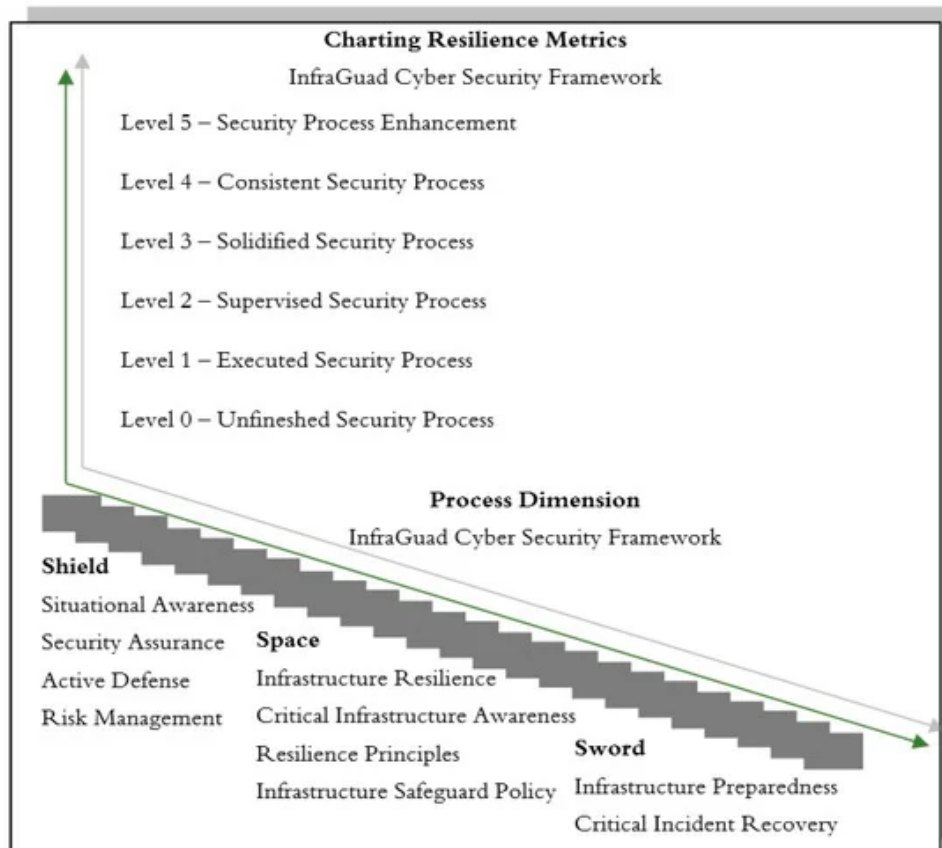 Charting Resilience Metrics
InfraGuad Cyber Security Framework
Level 5 – Security Process Enhancement
Level 4 – Consistent Security Process
Level 3 – Solidified Security Process
Level 2 – Supervised Security Process
Level 1 – Executed Security Process
Level 0 – Unfineshed Security Process
Process Dimension
InfraGuad Cyber Security Framework
Shield
Situational Awareness
Security Assurance
Active Defense
Risk Management
Space
Infrastructure Resilience
Critical Infrastructure Awareness
Resilience Principles
Infrastructure Safeguard Policy
Sword
Infrastructure Preparedness
Critical Incident Recovery